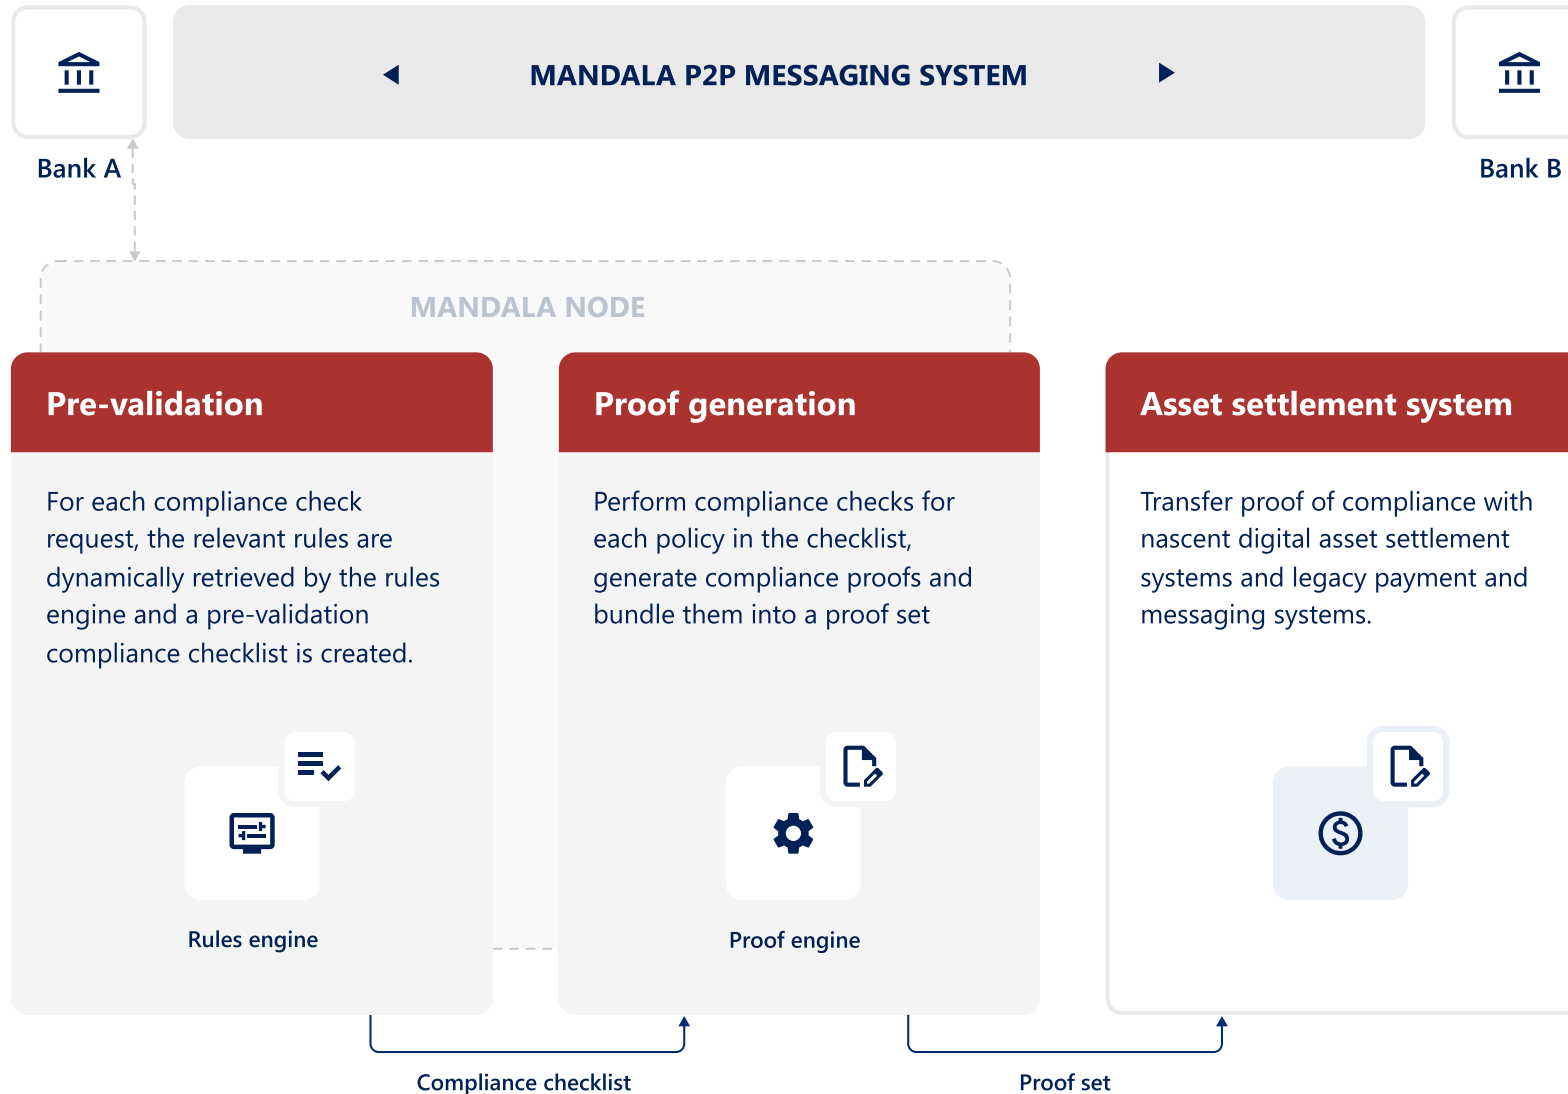 MANDALA P2P MESSAGING SYSTEM
Bank A
Bank B
MANDALA NODE
Pre-validation
For each compliance check
request, the relevant rules are
dynamically retrieved by the rules
engine and a pre-validation
compliance checklist is created.
Rules engine
Proof generation
Perform compliance checks for
each policy in the checklist,
generate compliance proofs and
bundle them into a proof set
Proof engine
Asset settlement system
Transfer proof of compliance with
nascent digital asset settlement
systems and legacy payment and
messaging systems.
Compliance checklist
Proof set